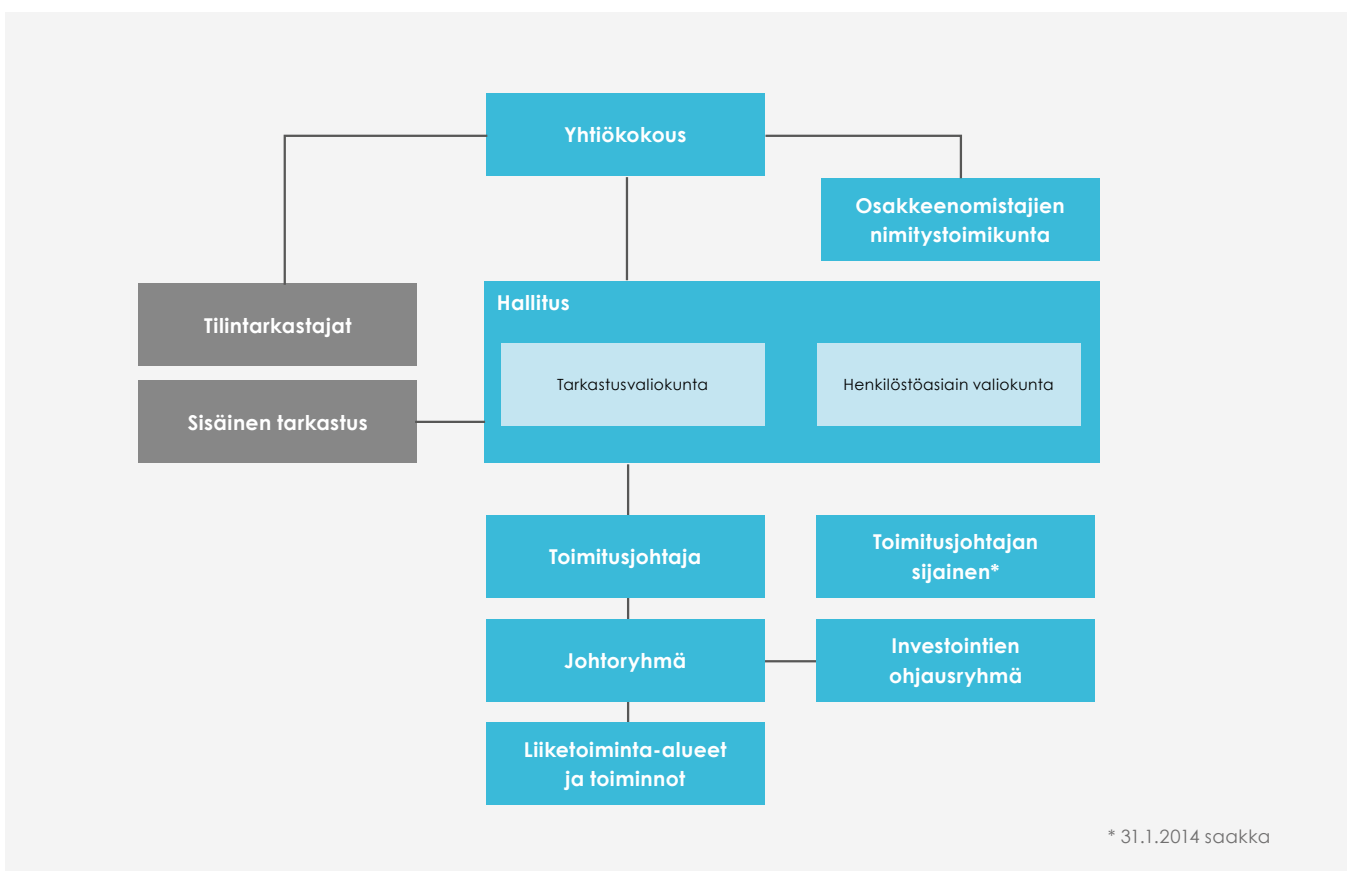 Yhtiökokous
Osakkeenomistajien
nimitystoimikunta
Tilintarkastajat
Hallitus
Tarkastusvaliokunta
Henkilöstöasiain valiokunta
Sisäinen tarkastus
Toimitusjohtaja
Toimitusjohtajan
sijainen*
Johtoryhmä
Investointien
ohjausryhmä
Liiketoiminta-alueet
ja toiminnot
* 31.1.2014 saakka